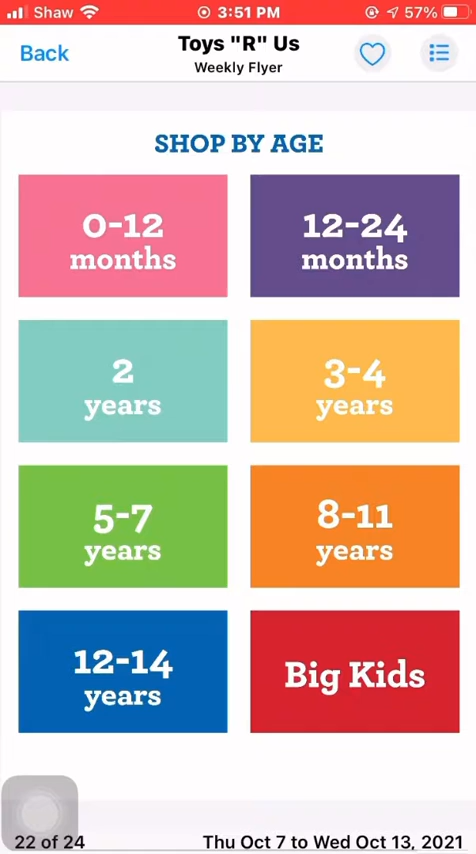 Shaw 3:51 PM 57%
Back
Toys "R" Us
Weekly Flyer
SHOP BY AGE
0-12
months
12-24
months
2
years
3-4
years
5-7
years
8-11
years
12-14
years
Big Kids
22 of 24
Thu Oct 7 to Wed Oct 13, 2021